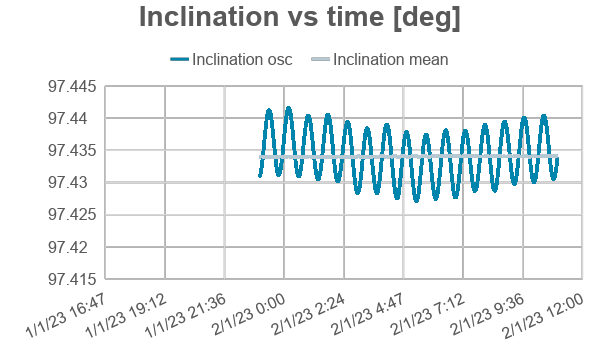 Inclination vs time [deg]
Inclination osc Inclination mean
97.445
97.44
97.435
97.43
97.425
97.42
97.415
1/1/23 16:47 1/1/23 19:12 1/1/23 21:36 2/1/23 0:00 2/1/23 2:24 2/1/23 4:47 2/1/23 7:12 2/1/23 9:36 2/1/23 12:00